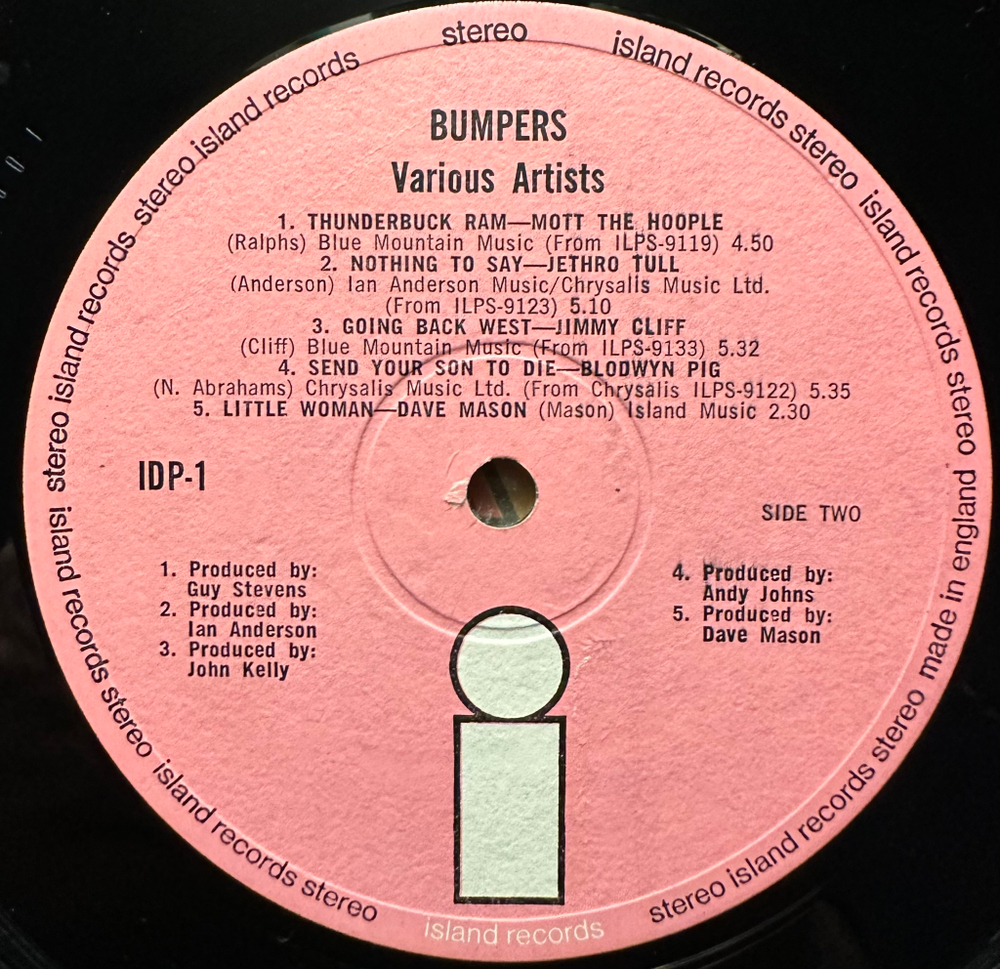 stereo
island records stereo
island records stereo made in england
stereo island records
island records
island records stereo
island records stereo
stereo island records
stereo island records
BUMPERS
Various Artists
1. THUNDERBUCK RAM—MOTT THE HOOPLE
(Ralphs) Blue Mountain Music (From ILPS-9119) 4.50
2. NOTHING TO SAY—JETHRO TULL
(Anderson) Ian Anderson Music/Chrysalis Music Ltd.
(From ILPS-9123) 5.10
3. GOING BACK WEST—JIMMY CLIFF
(Cliff) Blue Mountain Music (From ILPS-9133) 5.32
4. SEND YOUR SON TO DIE—BLODWYN PIG
(N. Abrahams) Chrysalis Music Ltd. (From Chrysalis ILPS-9122) 5.35
5. LITTLE WOMAN—DAVE MASON (Mason) Island Music 2.30
IDP-1
SIDE TWO
1. Produced by:
Guy Stevens
2. Produced by:
Ian Anderson
3. Produced by:
John Kelly
4. Produced by:
Andy Johns
5. Produced by:
Dave Mason